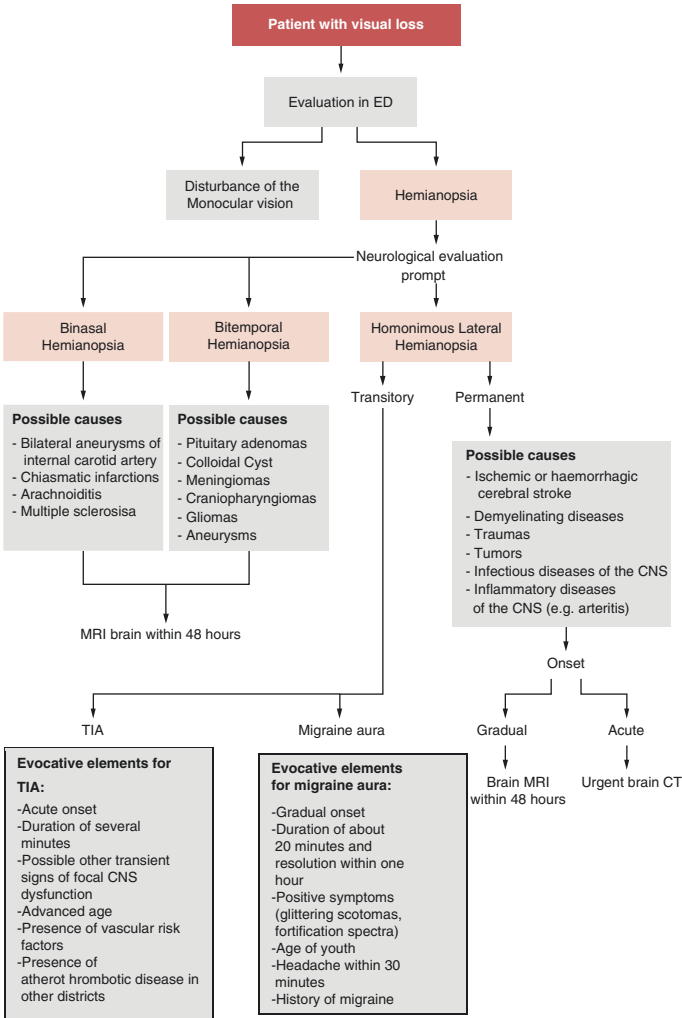 Patient with visual loss
Evaluation in ED
Disturbance of the
Monocular vision
Hemianopsia
Neurological evaluation
prompt
Binasal
Hemianopsia
Bitemporal
Hemianopsia
Homonimous Lateral
Hemianopsia
Transitory
Permanent
Possible causes
- Bilateral aneurysms of
internal carotid artery
- Chiasmatic infarctions
- Arachnoiditis
- Multiple sclerosisa
Possible causes
- Pituitary adenomas
- Colloidal Cyst
- Meningiomas
- Craniopharyngiomas
- Gliomas
- Aneurysms
Possible causes
- Ischemic or haemorrhagic
cerebral stroke
- Demyelinating diseases
- Traumas
- Tumors
- Infectious diseases of the CNS
- Inflammatory diseases
of the CNS (e.g. arteritis)
MRI brain within 48 hours
Onset
TIA
Migraine aura
Gradual
Acute
Brain MRI
within 48 hours
Urgent brain CT
Evocative elements for
TIA:
-Acute onset
-Duration of several
minutes
-Possible other transient
signs of focal CNS
dysfunction
-Advanced age
-Presence of vascular risk
factors
-Presence of
atherot hrombotic disease in
other districts
Evocative elements
for migraine aura:
-Gradual onset
-Duration of about
20 minutes and
resolution within one
hour
-Positive symptoms
(glittering scotomas,
fortification spectra)
-Age of youth
-Headache within 30
minutes
-History of migraine